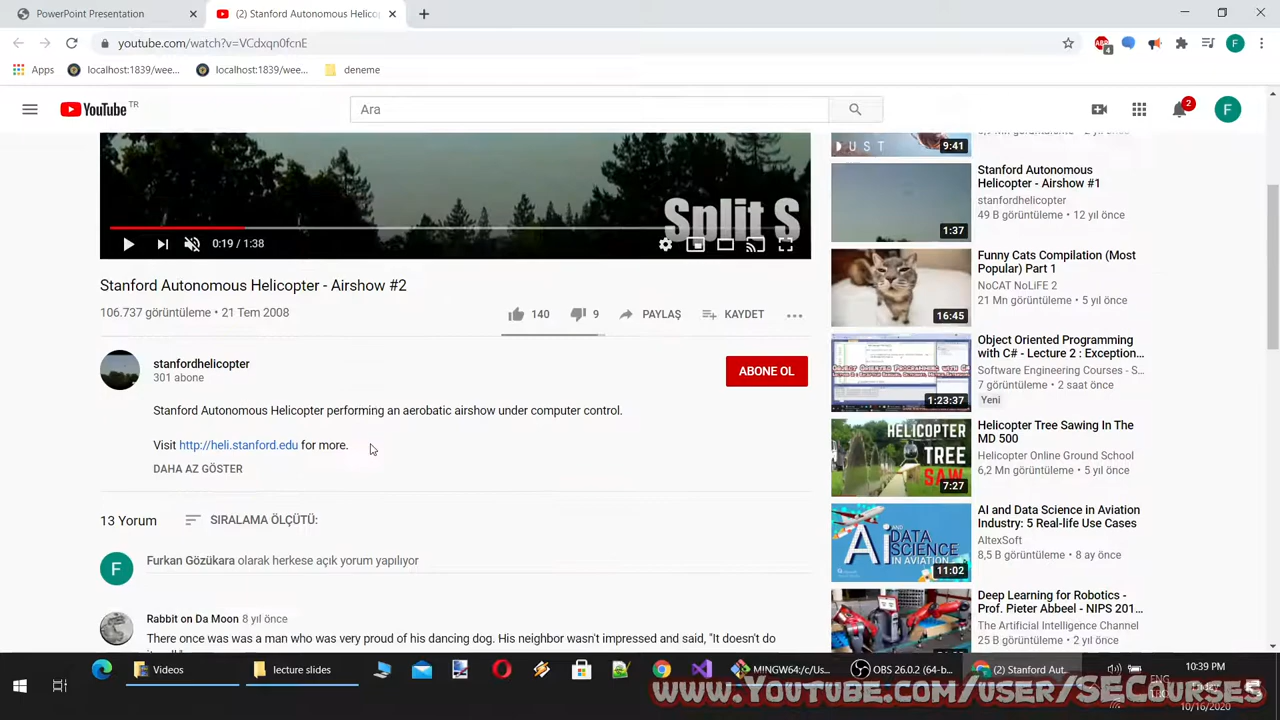 PowerPoint Presentation
(2) Stanford Autonomous Helicop
youtube.com/watch?v=VCdxqn0fcnE
Apps
localhost:1839/wee...
localhost:1839/wee...
deneme
YouTube TR
Ara
2
F
DUST
9:41
Split S
0:19 / 1:38
Stanford Autonomous Helicopter - Airshow #2
106.737 görüntüleme • 21 Tem 2008
140
9
PAYLAŞ
KAYDET
stanfordhelicopter
301 abone
ABONE OL
Stanford Autonomous Helicopter performing an aerobatic airshow under computer control.
Visit http://heli.stanford.edu for more.
DAHA AZ GÖSTER
13 Yorum
SIRALAMA ÖLÇÜTÜ:
F
Furkan Gözükara olarak herkese açık yorum yapılıyor
Rabbit on Da Moon 8 yıl önce
There once was was a man who was very proud of his dancing dog. His neighbor wasn't impressed and said, "It doesn't do
Stanford Autonomous
Helicopter - Airshow #1
stanfordhelicopter
49 B görüntüleme • 12 yıl önce
1:37
Funny Cats Compilation (Most
Popular) Part 1
NoCAT NoLiFE 2
21 Mn görüntüleme • 5 yıl önce
16:45
Object Oriented Programming
with C# - Lecture 2 : Exception...
Software Engineering Courses - S...
7 görüntüleme • 2 saat önce
Yeni
1:23:37
Helicopter Tree Sawing In The
MD 500
Helicopter Online Ground School
6,2 Mn görüntüleme • 5 yıl önce
HELICOPTER
TREE
SAW
7:27
AI and Data Science in Aviation
Industry: 5 Real-life Use Cases
AltexSoft
8,5 B görüntüleme • 8 ay önce
Ai AND
DATA
SCIENCE
IN AVIATION
11:02
Deep Learning for Robotics -
Prof. Pieter Abbeel - NIPS 201...
The Artificial Intelligence Channel
25 B görüntüleme • 2 yıl önce
Videos
lecture slides
MINGW64:/c/Us...
OBS 26.0.2 (64-b...
(2) Stanford Aut...
ENG
10:39 PM
Friday
10/16/2020
www.YouTube.com/user/SECourses